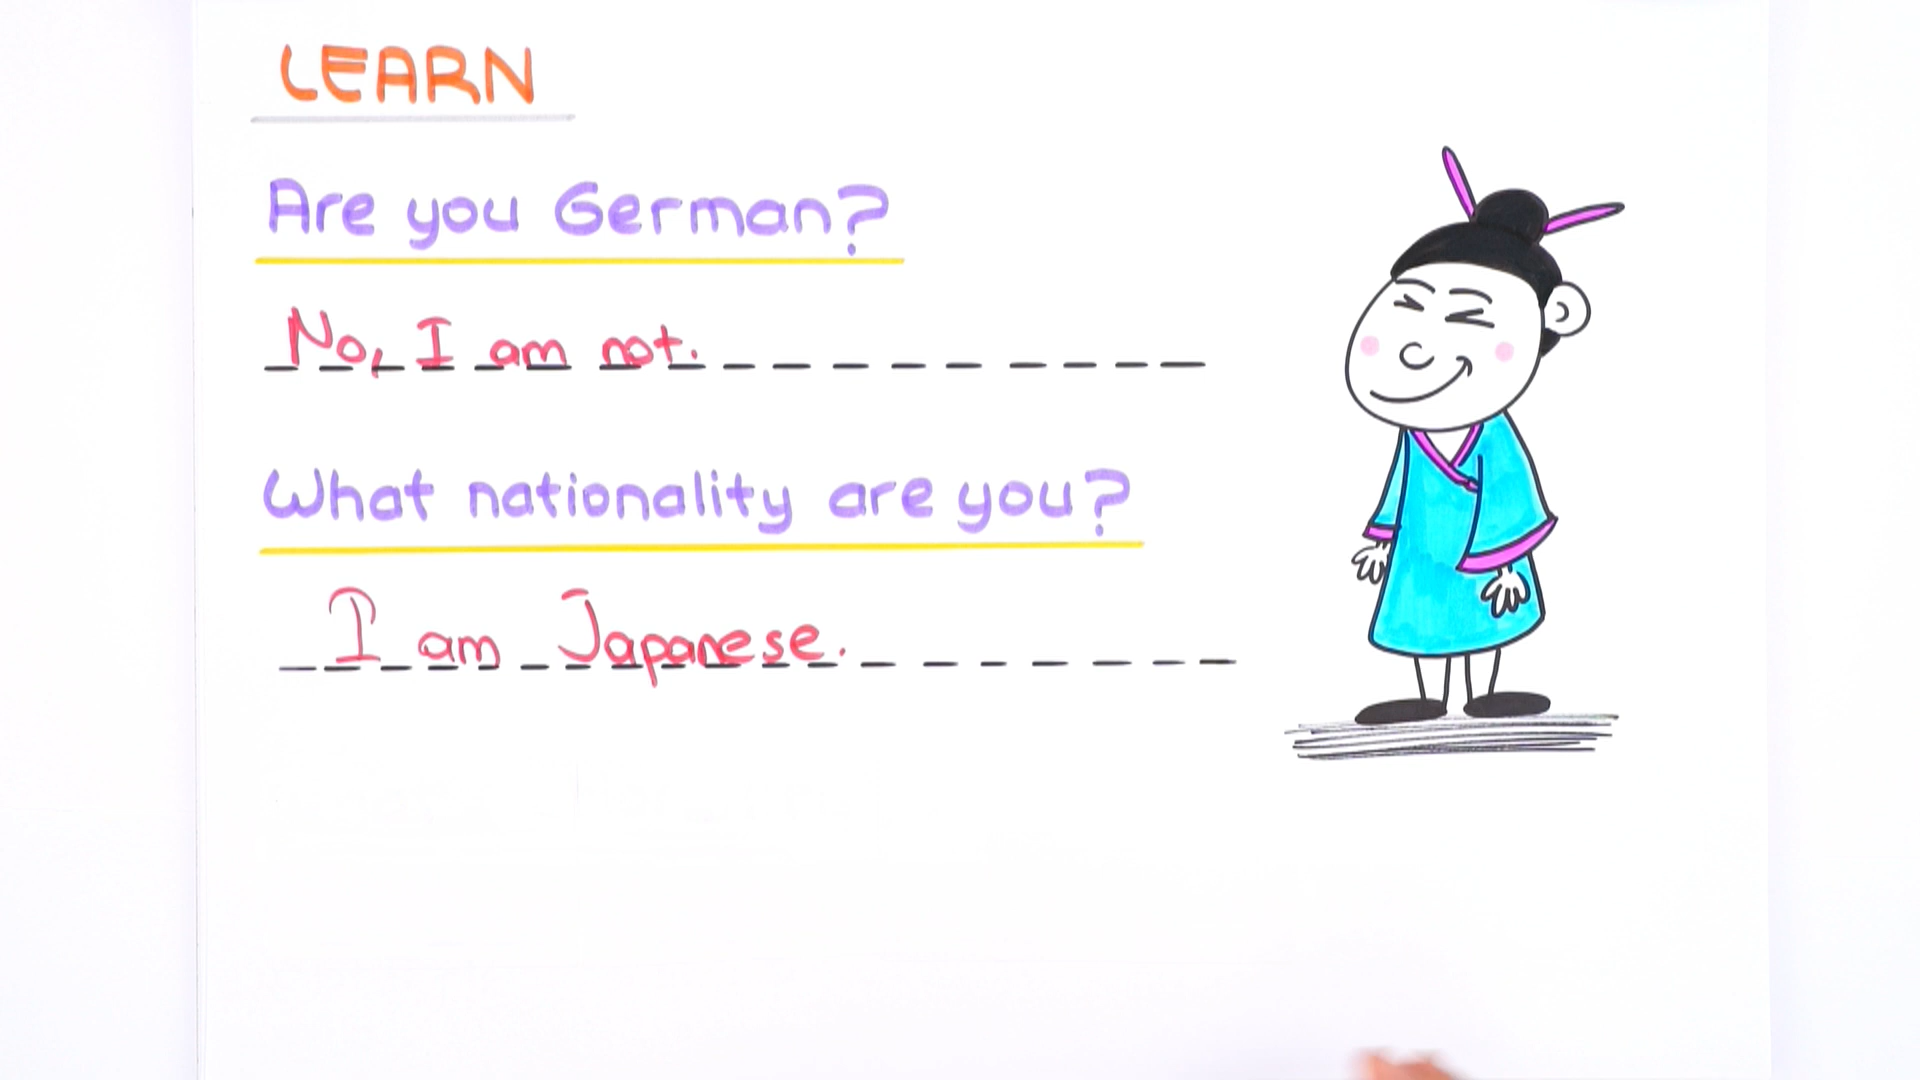 LEARN
Are you German?
No, I am not.
What nationality are you?
I am Japanese.